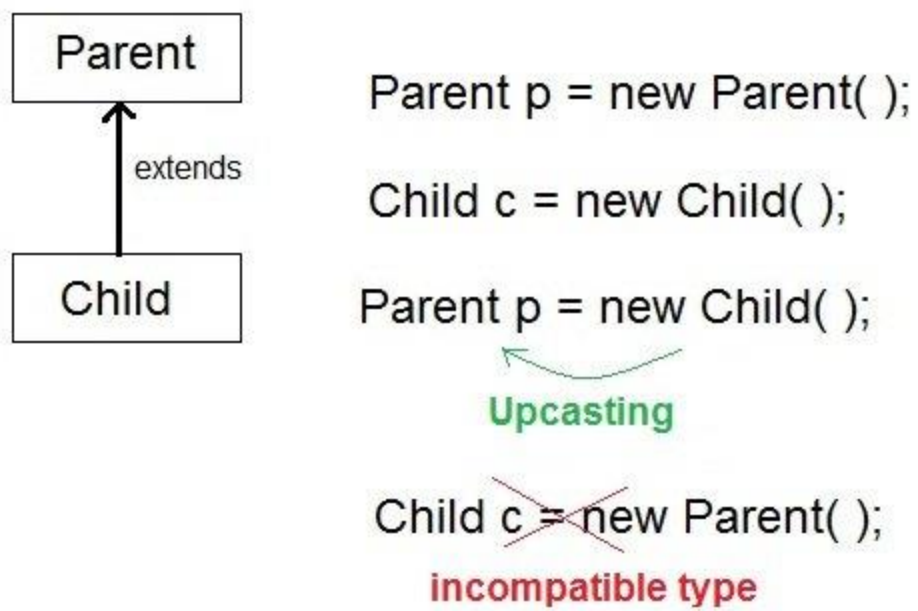 Parent
extends
Child
Parent p = new Parent( );
Child c = new Child( );
Parent p = new Child( );
Upcasting
Child c = new Parent( );
incompatible type